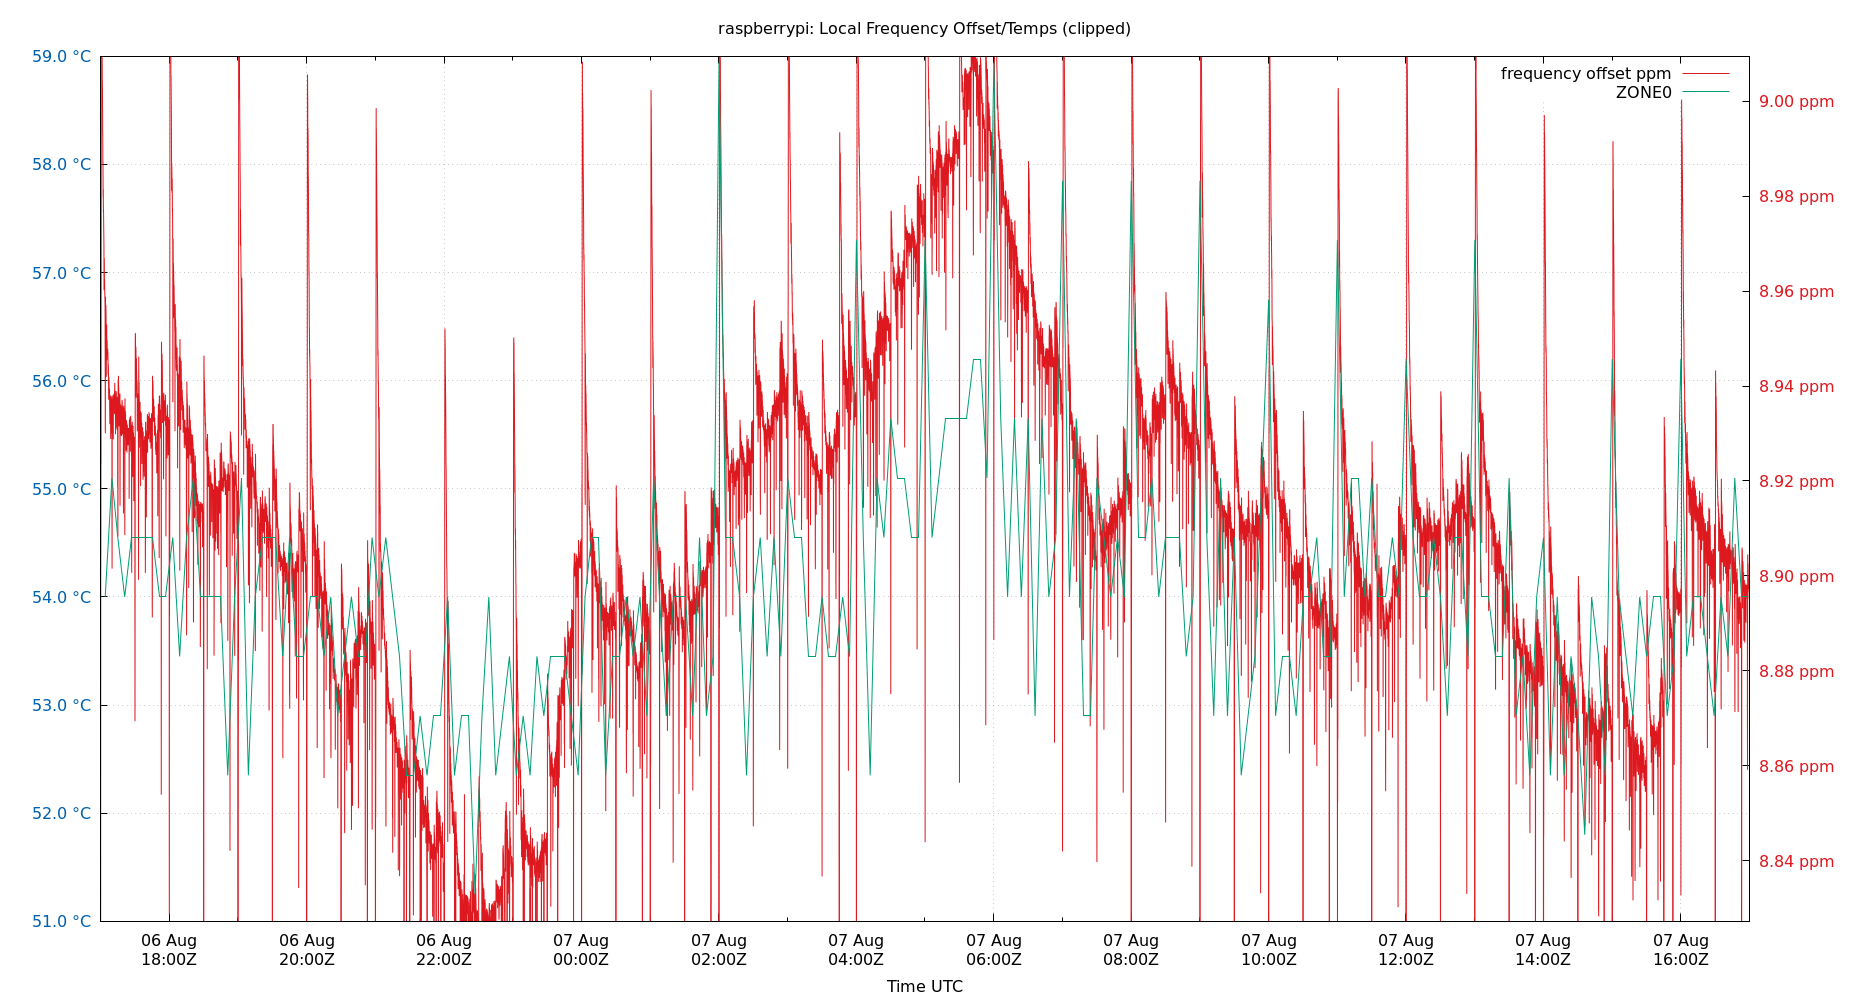 raspberrypi: Local Frequency Offset/Temps (clipped)
59.0 °C
58.0 °C
57.0 °C
56.0 °C
55.0 °C
54.0 °C
53.0 °C
52.0 °C
51.0 °C
frequency offset ppm
ZONE0
9.00 ppm
8.98 ppm
8.96 ppm
8.94 ppm
8.92 ppm
8.90 ppm
8.88 ppm
8.86 ppm
8.84 ppm
06 Aug
18:00Z
06 Aug
20:00Z
06 Aug
22:00Z
07 Aug
00:00Z
07 Aug
02:00Z
07 Aug
04:00Z
07 Aug
06:00Z
07 Aug
08:00Z
07 Aug
10:00Z
07 Aug
12:00Z
07 Aug
14:00Z
07 Aug
16:00Z
Time UTC